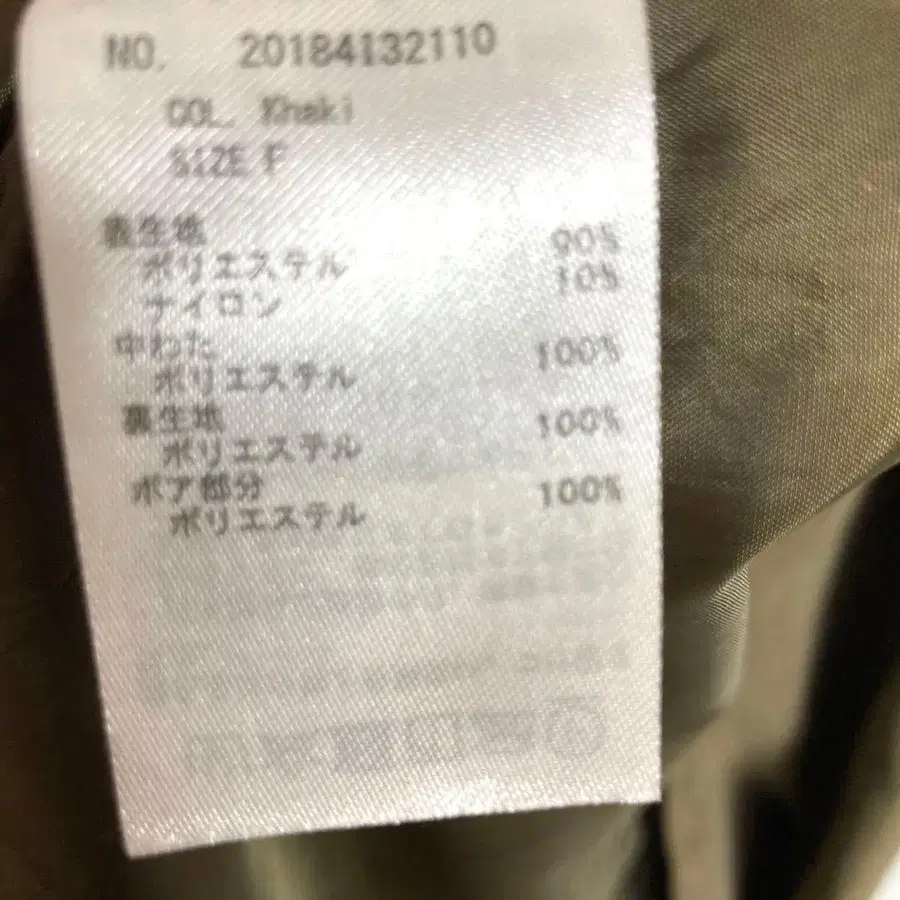 NO. 20184132110
COL. Khaki
SIZE F
表生地
ポリエステル 90%
ナイロン 10%
中わた
ポリエステル 100%
裏生地
ポリエステル 100%
ボア部分
ポリエステル 100%